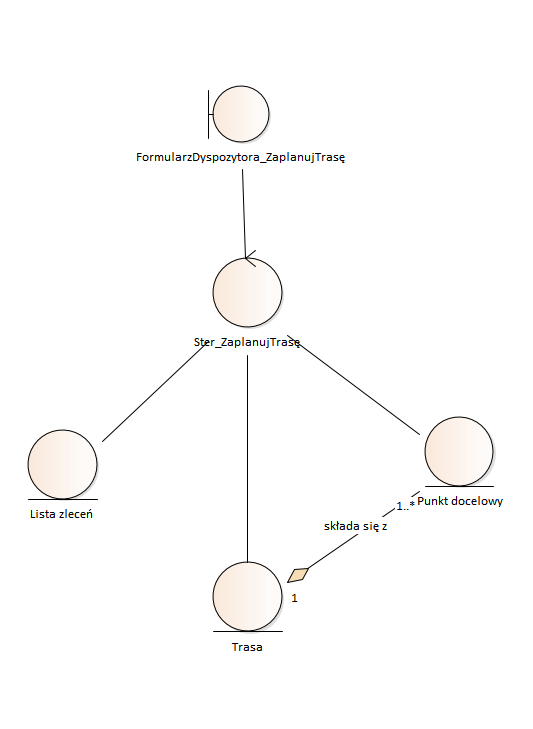 FormularzDyspozytora_ZaplanujTrasę
Ster_ZaplanujTrasę
Lista zleceń
1..*
Punkt docelowy
składa się z
1
Trasa